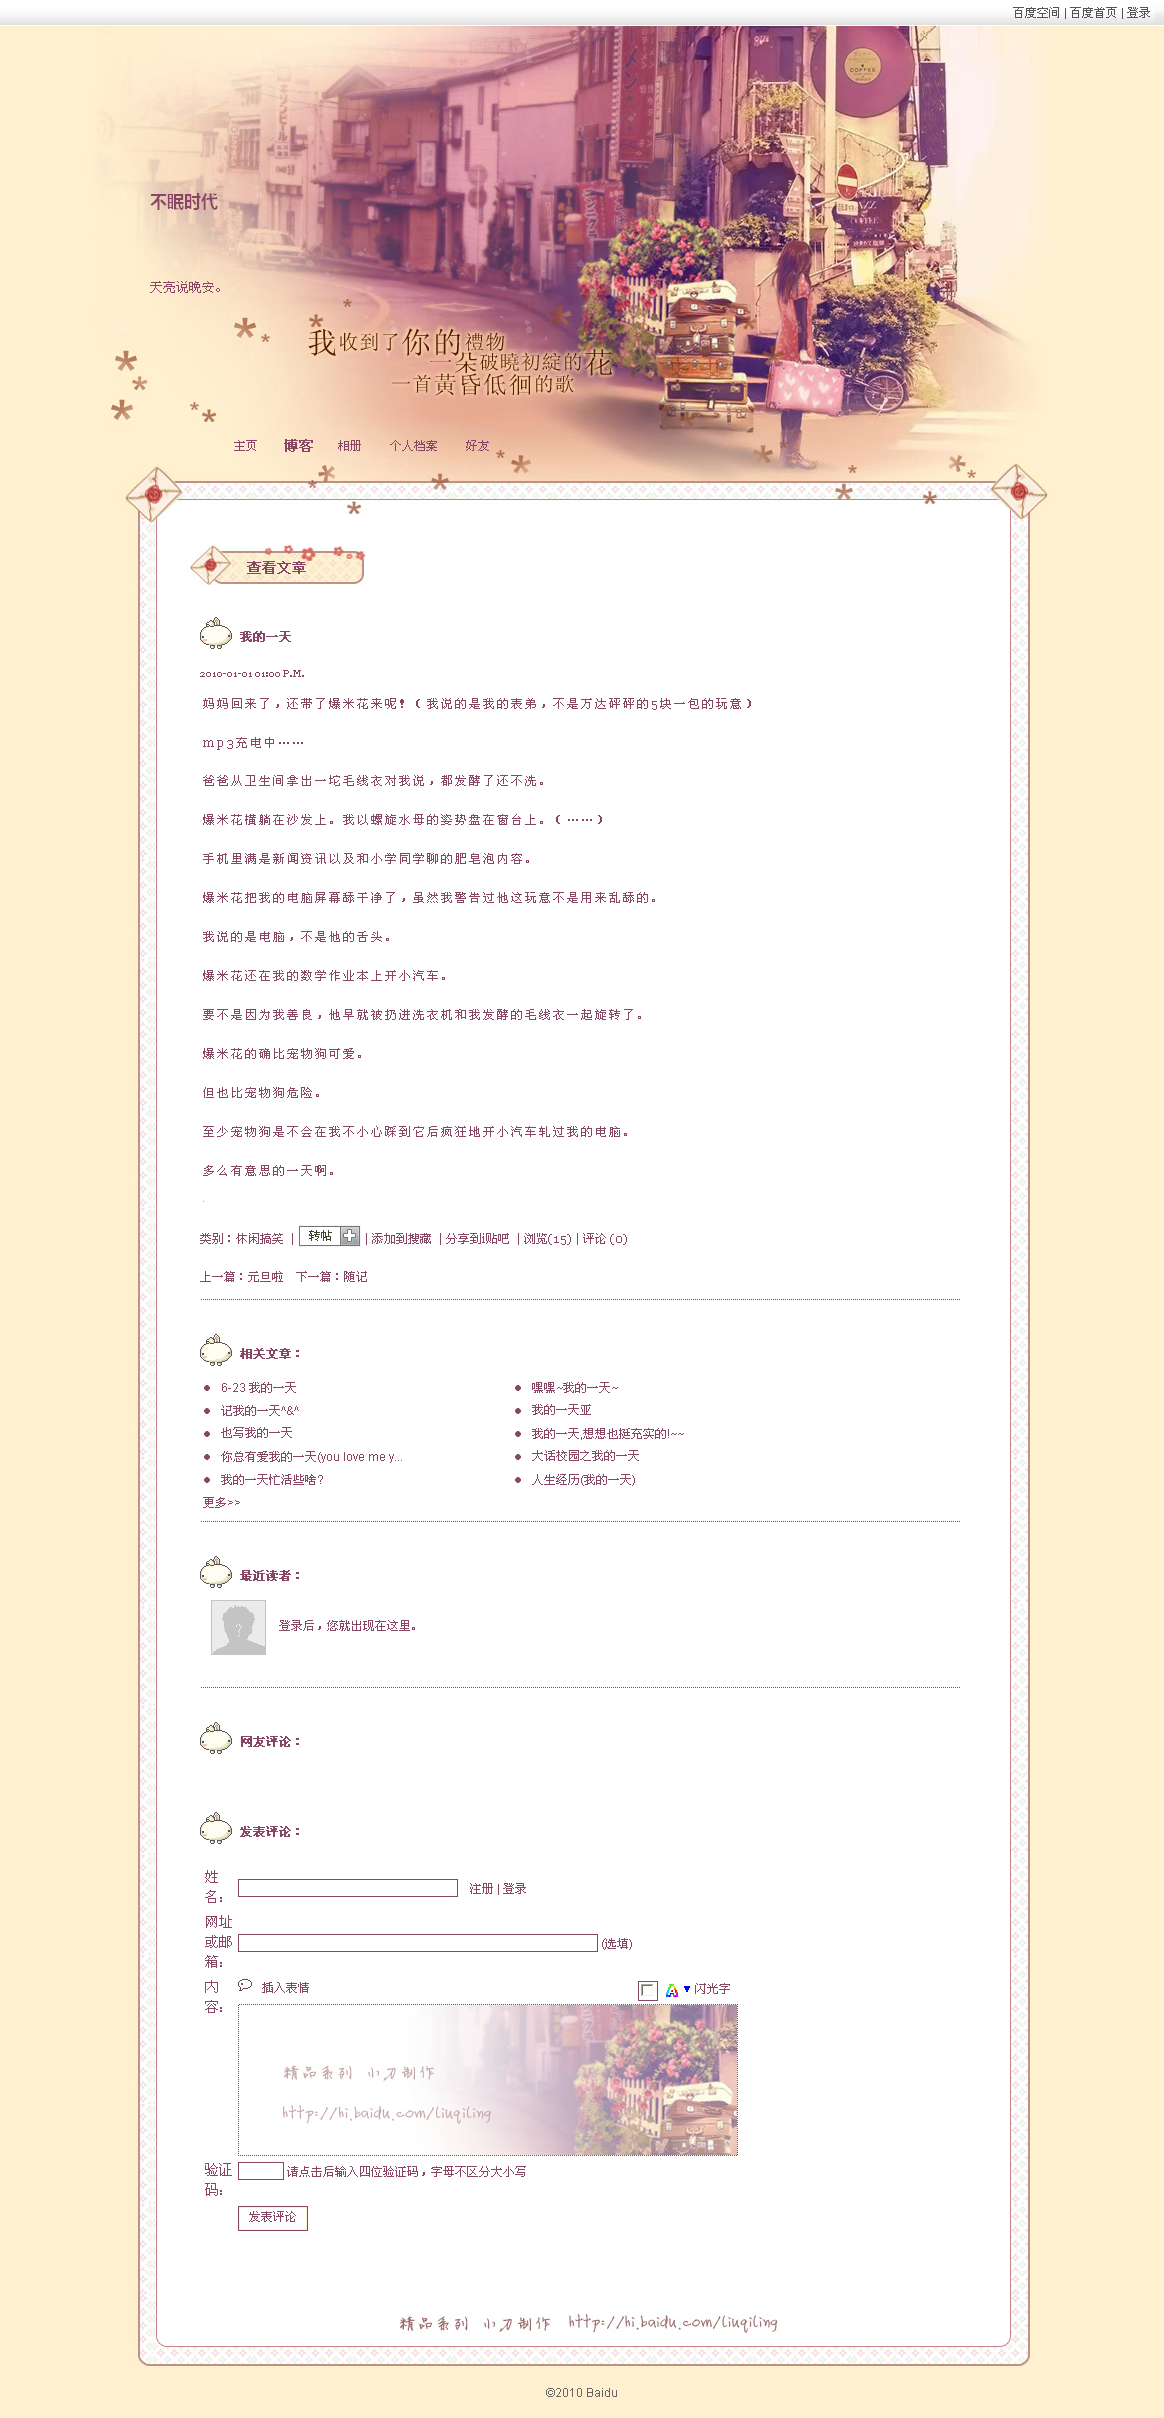 百度空间 | 百度首页 | 登录
メン
COFFEE
不眠时代
JAZZ
COFFEE
天亮说晚安。
我收到了你的禮物
一朵破曉初綻的花
一首黃昏低徊的歌
主页 博客 相册 个人档案 好友
查看文章
我的一天
2010-01-01 01:00 P.M.
妈妈回来了，还带了爆米花来呢！（我说的是我的表弟，不是万达砰砰的5块一包的玩意）
mp3充电中……
爸爸从卫生间拿出一坨毛线衣对我说，都发酵了还不洗。
爆米花横躺在沙发上。我以螺旋水母的姿势盘在窗台上。（……）
手机里满是新闻资讯以及和小学同学聊的肥皂泡内容。
爆米花把我的电脑屏幕舔干净了，虽然我警告过他这玩意不是用来乱舔的。
我说的是电脑，不是他的舌头。
爆米花还在我的数学作业本上开小汽车。
要不是因为我善良，他早就被扔进洗衣机和我发酵的毛线衣一起旋转了。
爆米花的确比宠物狗可爱。
但也比宠物狗危险。
至少宠物狗是不会在我不小心踩到它后疯狂地开小汽车轧过我的电脑。
多么有意思的一天啊。
.
类别：休闲搞笑 | 转帖 | 添加到搜藏 | 分享到i贴吧 | 浏览(15) | 评论 (0)
上一篇：元旦啦 下一篇：随记
相关文章：
6-23 我的一天 嘿嘿~我的一天~
记我的一天^&^ 我的一天亚
也写我的一天 我的一天,想想也挺充实的!~~
你总有爱我的一天(you love me y... 大话校园之我的一天
我的一天忙活些啥? 人生经历(我的一天)
更多>>
最近读者：
登录后，您就出现在这里。
网友评论：
发表评论：
姓
名： 注册 | 登录
网址
或邮
箱： (选填)
内
容： 插入表情 闪光字
精品系列 小刀制作
http://hi.baidu.com/liuqiling
验证
码： 请点击后输入四位验证码，字母不区分大小写
发表评论
精品系列 小刀制作 http://hi.baidu.com/liuqiling
©2010 Baidu